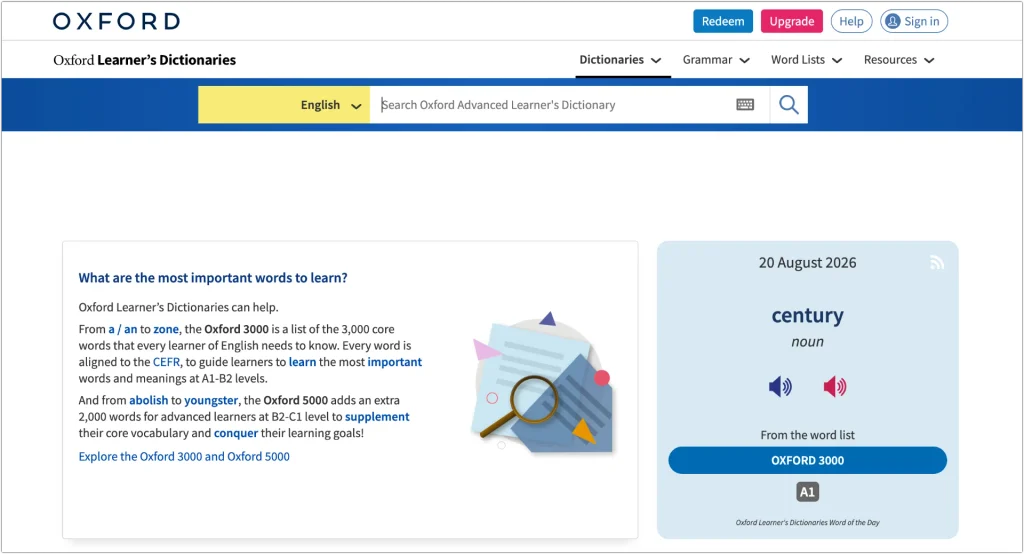 OXFORD
Redeem
Upgrade
Help
Sign in
Oxford Learner's Dictionaries
Dictionaries
Grammar
Word Lists
Resources
English
Search Oxford Advanced Learner's Dictionary
What are the most important words to learn?
Oxford Learner's Dictionaries can help.
From a / an to zone, the Oxford 3000 is a list of the 3,000 core
words that every learner of English needs to know. Every word is
aligned to the CEFR, to guide learners to learn the most important
words and meanings at A1-B2 levels.
And from abolish to youngster, the Oxford 5000 adds an extra
2,000 words for advanced learners at B2-C1 level to supplement
their core vocabulary and conquer their learning goals!
Explore the Oxford 3000 and Oxford 5000
20 August 2026
century
noun
From the word list
OXFORD 3000
A1
Oxford Learner's Dictionaries Word of the Day